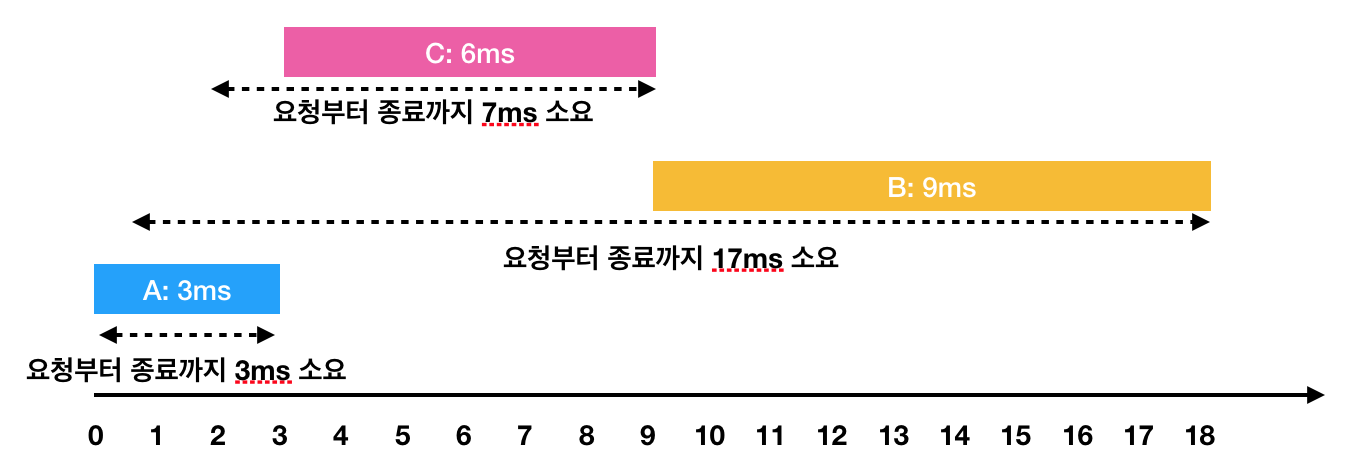 C: 6ms
요청부터 종료까지 7ms 소요
B: 9ms
요청부터 종료까지 17ms 소요
A: 3ms
요청부터 종료까지 3ms 소요
0 1 2 3 4 5 6 7 8 9 10 11 12 13 14 15 16 17 18